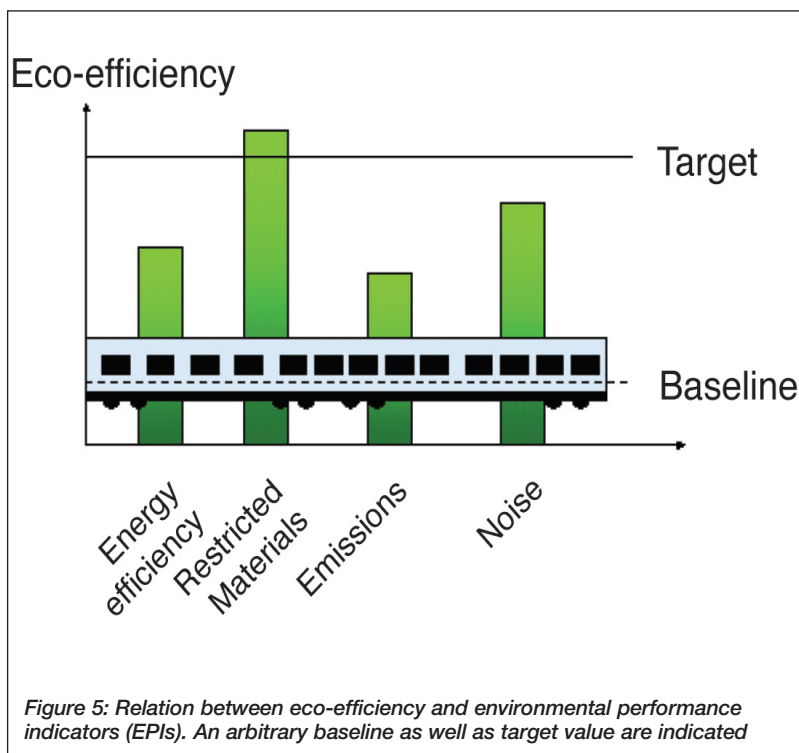 Eco-efficiency
Target
Baseline
Energy
efficiency
Restricted
Materials
Emissions
Noise
Figure 5: Relation between eco-efficiency and environmental performance
indicators (EPIs). An arbitrary baseline as well as target value are indicated